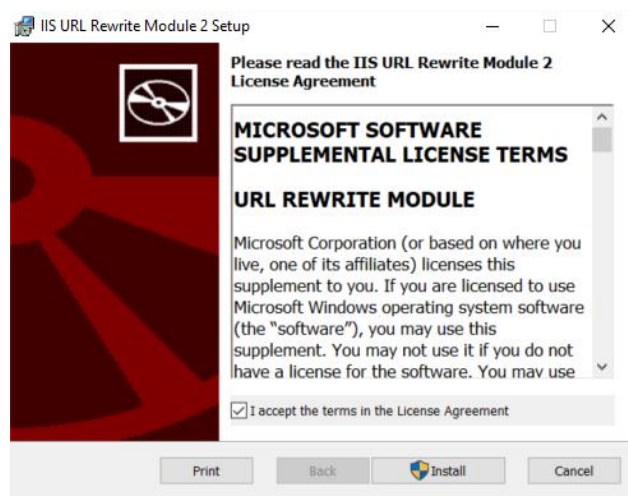 IIS URL Rewrite Module 2 Setup
Please read the IIS URL Rewrite Module 2
License Agreement
MICROSOFT SOFTWARE
SUPPLEMENTAL LICENSE TERMS
URL REWRITE MODULE
Microsoft Corporation (or based on where you
live, one of its affiliates) licenses this
supplement to you. If you are licensed to use
Microsoft Windows operating system software
(the “software”), you may use this
supplement. You may not use it if you do not
have a license for the software. You may use
I accept the terms in the License Agreement
Print
Back
Install
Cancel